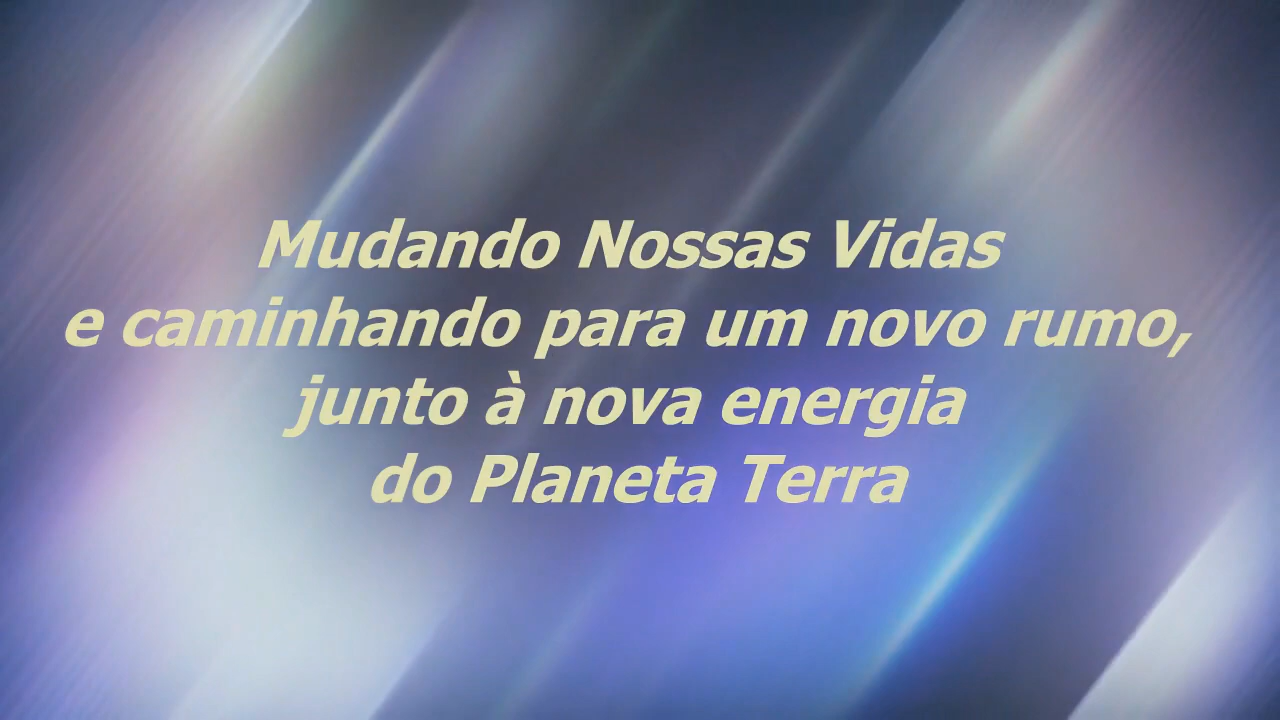 Mudando Nossas Vidas
e caminhando para um novo rumo,
junto à nova energia
do Planeta Terra